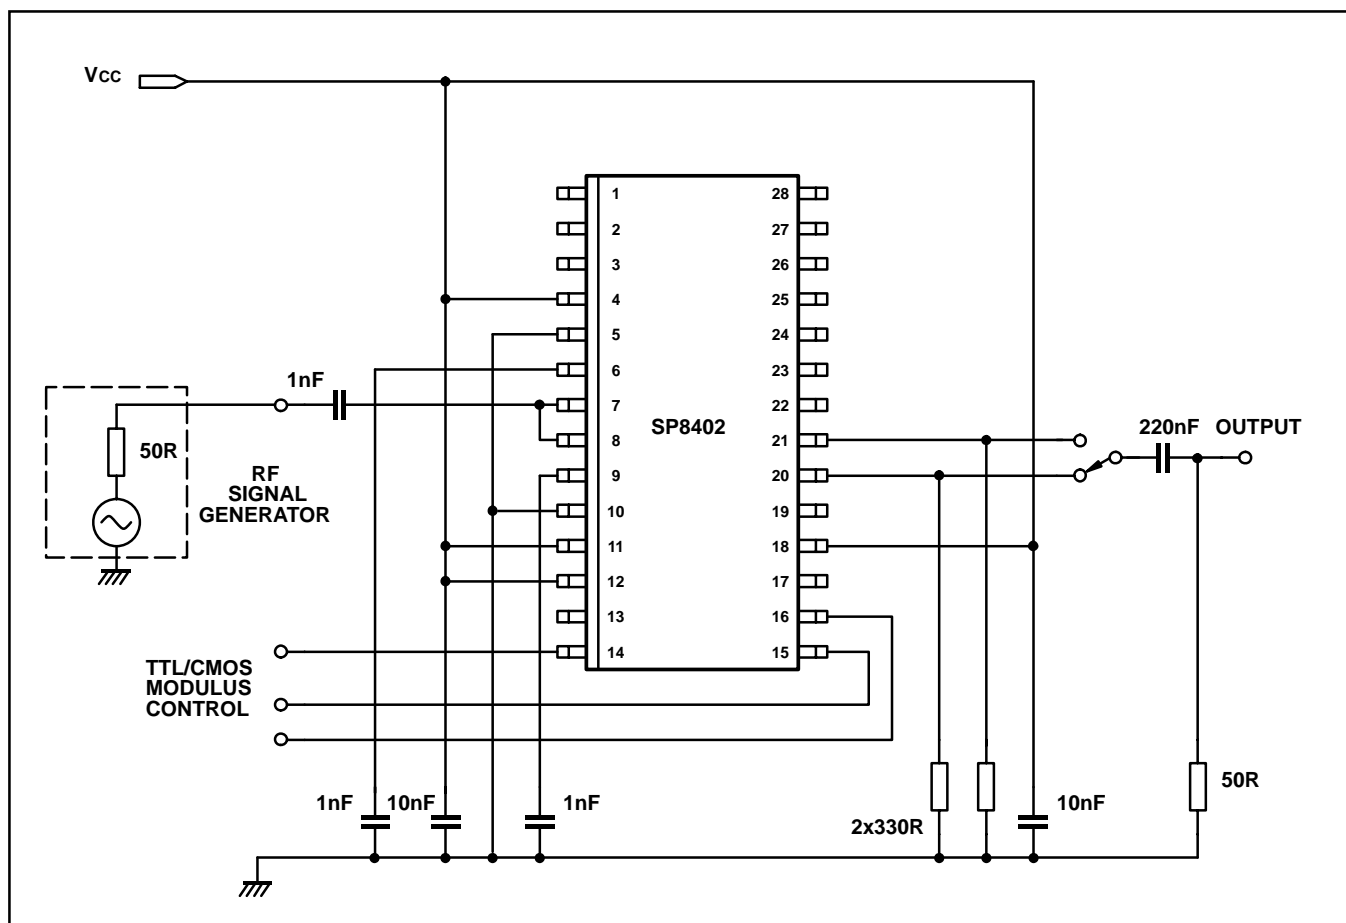 Vcc
1 28
2 27
3 26
4 25
5 24
6 23
1nF
7 22
50R
8 SP8402 21
220nF OUTPUT
9 20
RF
SIGNAL
GENERATOR
10 19
11 18
12 17
13 16
14 15
TTL/CMOS
MODULUS
CONTROL
1nF 10nF 1nF
2x330R
10nF
50R